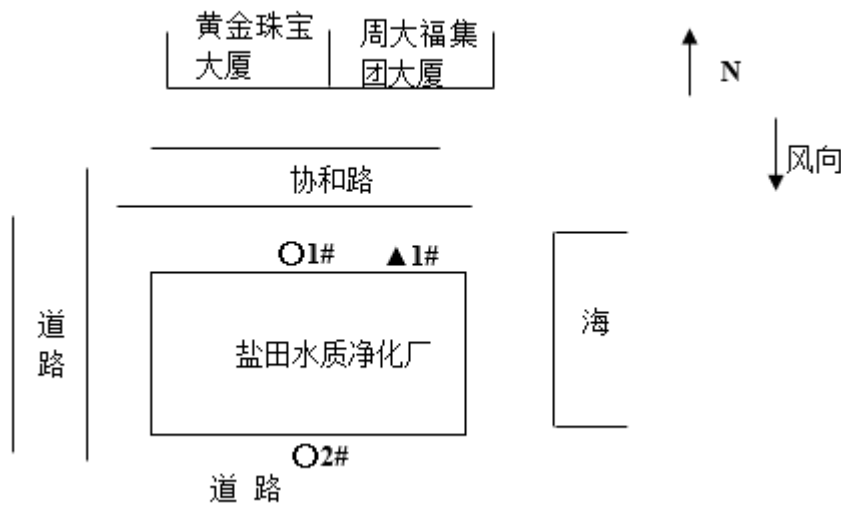 黄金珠宝
大厦
周大福集
团大厦
N
风向
协和路
○1#
▲1#
道
路
盐田水质净化厂
海
○2#
道 路